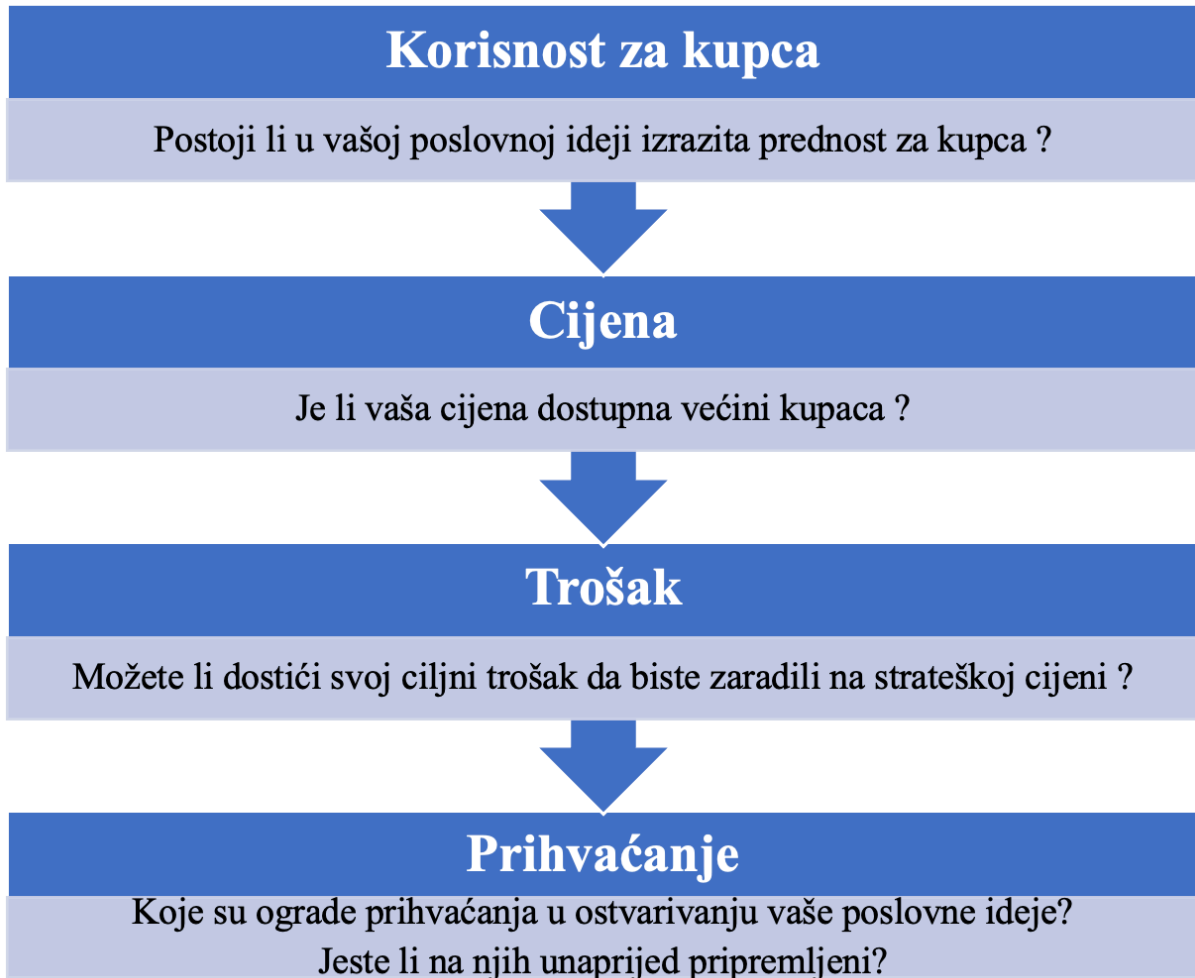 Korisnost za kupca
Postoji li u vašoj poslovnoj ideji izrazita prednost za kupca ?
Cijena
Je li vaša cijena dostupna većini kupaca ?
Trošak
Možete li dostići svoj ciljni trošak da biste zaradili na strateškoj cijeni ?
Prihvaćanje
Koje su ograde prihvaćanja u ostvarivanju vaše poslovne ideje?
Jeste li na njih unaprijed pripremljeni?